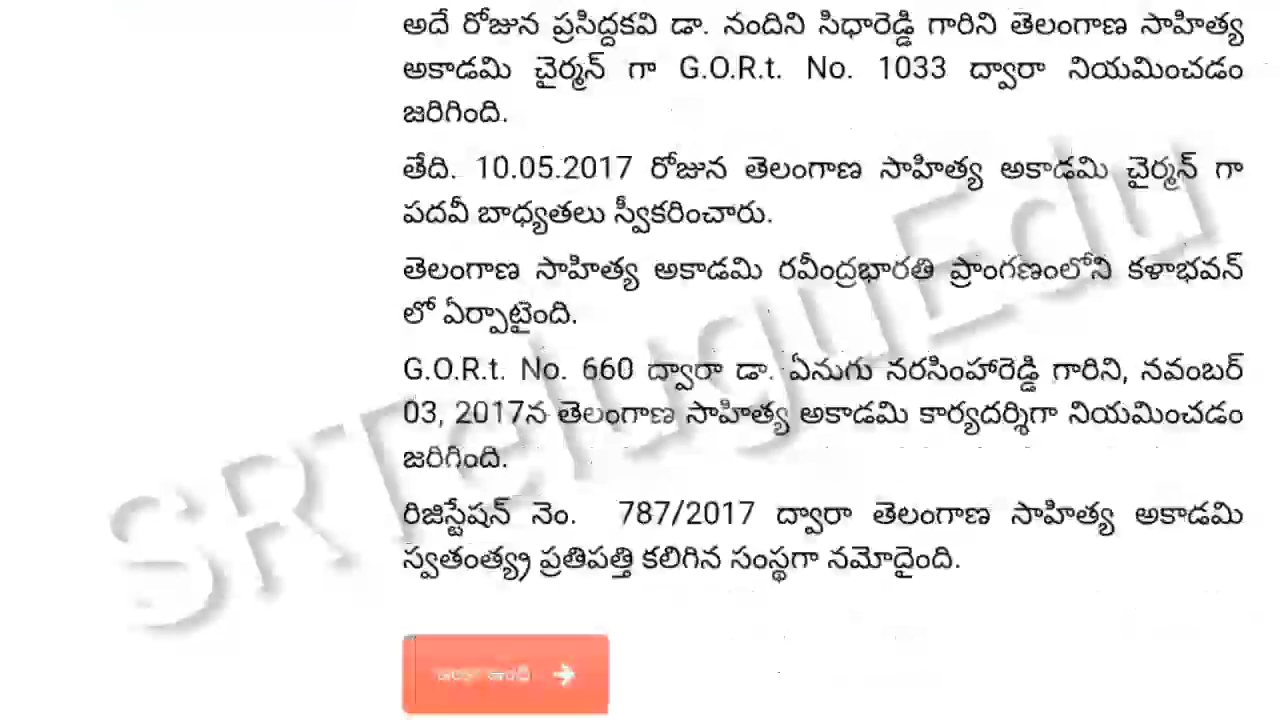 అదే రోజున ప్రసిద్దకవి డా. నందిని సిధారెడ్డి గారిని తెలంగాణ సాహిత్య
అకాడమి చైర్మన్ గా G.O.R.t. No. 1033 ద్వారా నియమించడం
జరిగింది.
తేది. 10.05.2017 రోజున తెలంగాణ సాహిత్య అకాడమి చైర్మన్ గా
పదవీ బాధ్యతలు స్వీకరించారు.
తెలంగాణ సాహిత్య అకాడమి రవీంద్రభారతి ప్రాంగణంలోని కళాభవన్
లో ఏర్పాటైంది.
G.O.R.t. No. 660 ద్వారా డా. ఏనుగు నరసింహారెడ్డి గారిని, నవంబర్
03, 2017న తెలంగాణ సాహిత్య అకాడమి కార్యదర్శిగా నియమించడం
జరిగింది.
రిజిస్టేషన్ నెం. 787/2017 ద్వారా తెలంగాణ సాహిత్య అకాడమి
స్వతంత్య్ర ప్రతిపత్తి కలిగిన సంస్థగా నమోదైంది.
SRTeluguEdu